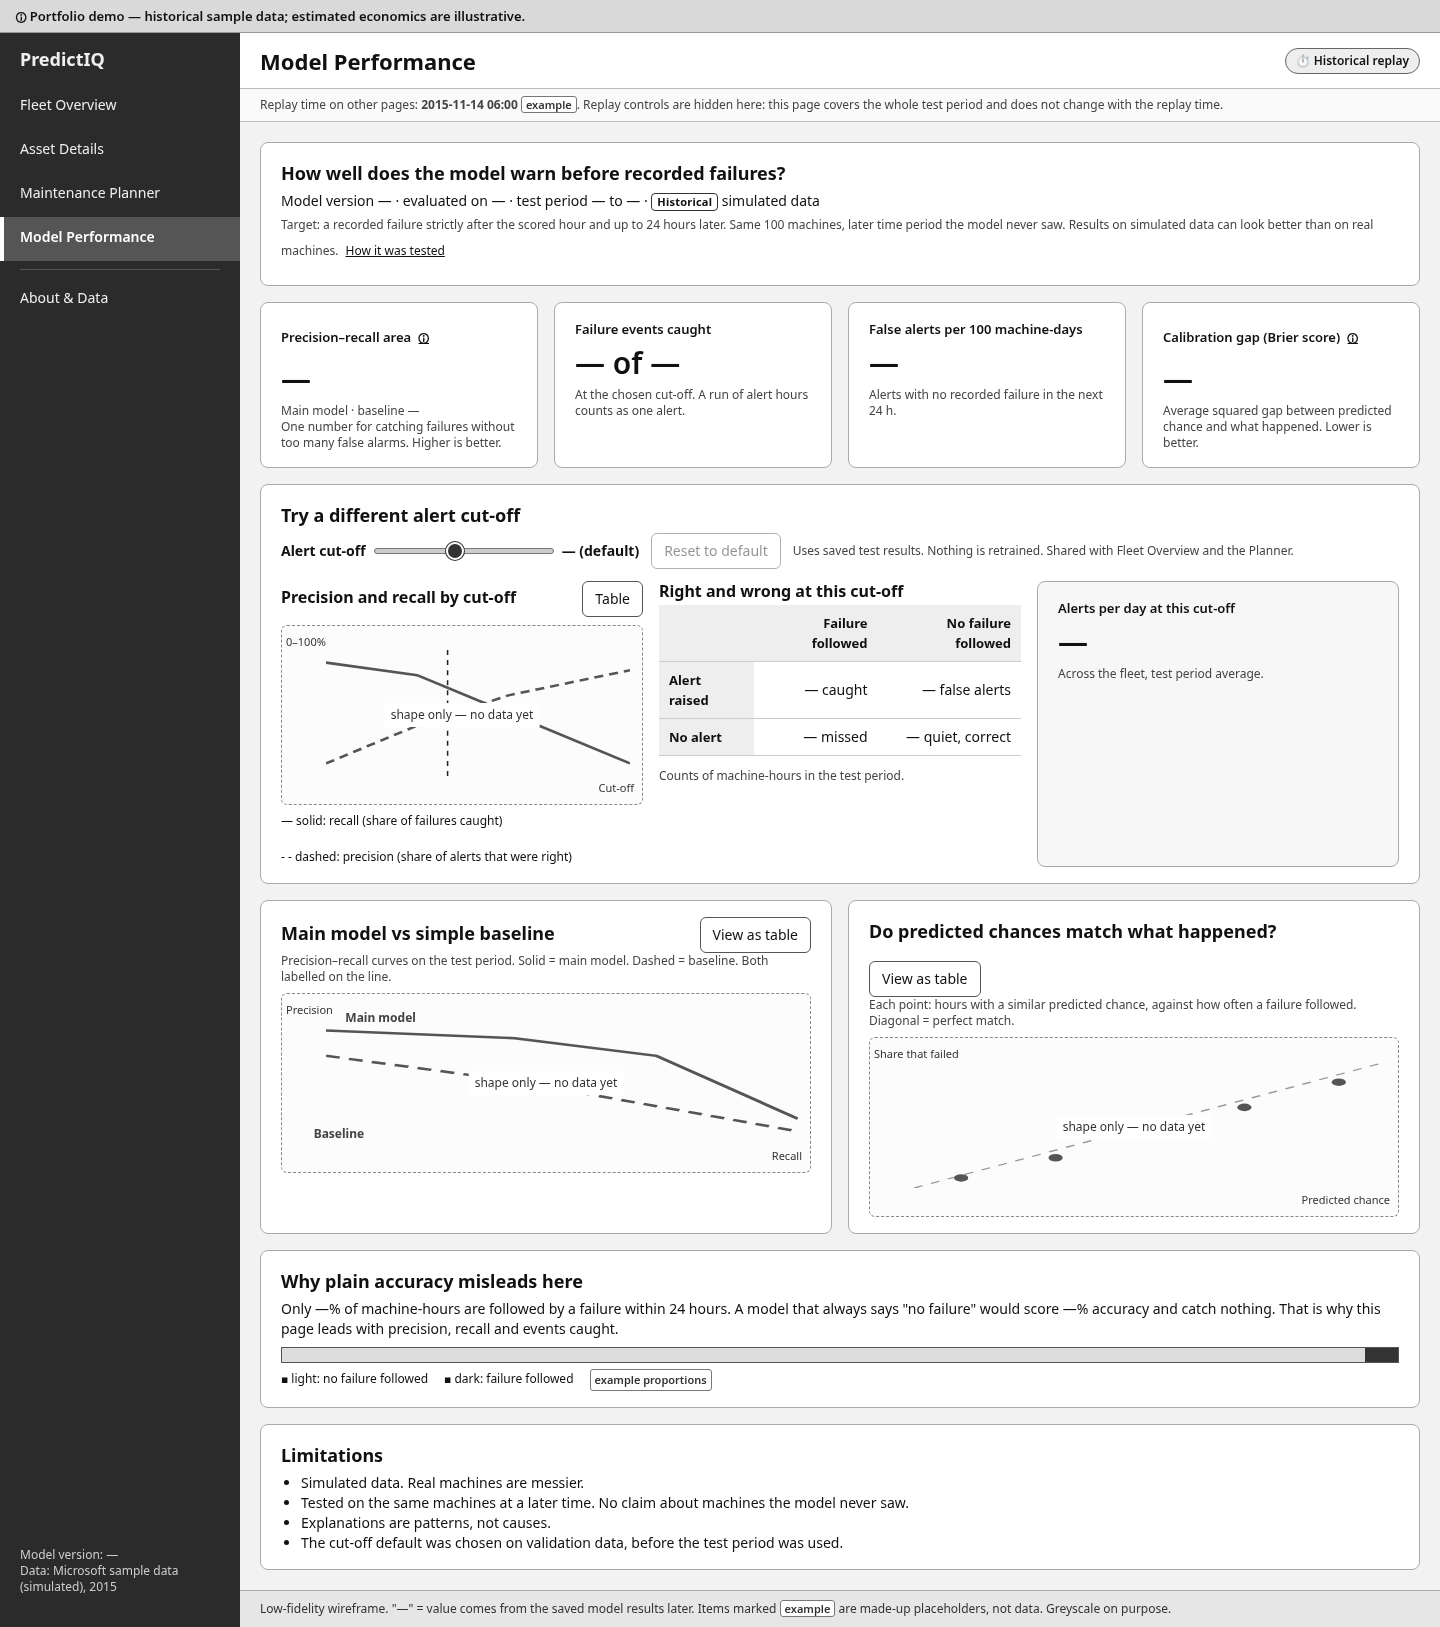 ⓘ Portfolio demo — historical sample data; estimated economics are illustrative.
PredictIQ
Fleet Overview
Asset Details
Maintenance Planner
Model Performance
About & Data
Model version: —
Data: Microsoft sample data
(simulated), 2015
Model Performance
⏱ Historical replay
Replay time on other pages: 2015-11-14 06:00 example. Replay controls are hidden here: this page covers the whole test period and does not change with the replay time.
How well does the model warn before recorded failures?
Model version — · evaluated on — · test period — to — · Historical simulated data
Target: a recorded failure strictly after the scored hour and up to 24 hours later. Same 100 machines, later time period the model never saw. Results on simulated data can look better than on real
machines. How it was tested
Precision–recall area ⓘ
—
Main model · baseline —
One number for catching failures without
too many false alarms. Higher is better.
Failure events caught
— of —
At the chosen cut-off. A run of alert hours
counts as one alert.
False alerts per 100 machine-days
—
Alerts with no recorded failure in the next
24 h.
Calibration gap (Brier score) ⓘ
—
Average squared gap between predicted
chance and what happened. Lower is
better.
Try a different alert cut-off
Alert cut-off — (default) Reset to default Uses saved test results. Nothing is retrained. Shared with Fleet Overview and the Planner.
Precision and recall by cut-off
Table
0–100%
shape only — no data yet
Cut-off
— solid: recall (share of failures caught)
- - dashed: precision (share of alerts that were right)
Right and wrong at this cut-off
Failure
followed
No failure
followed
Alert
raised
— caught
— false alerts
No alert
— missed
— quiet, correct
Counts of machine-hours in the test period.
Alerts per day at this cut-off
—
Across the fleet, test period average.
Main model vs simple baseline
View as table
Precision–recall curves on the test period. Solid = main model. Dashed = baseline. Both
labelled on the line.
Precision
Main model
shape only — no data yet
Baseline
Recall
Do predicted chances match what happened?
View as table
Each point: hours with a similar predicted chance, against how often a failure followed.
Diagonal = perfect match.
Share that failed
shape only — no data yet
Predicted chance
Why plain accuracy misleads here
Only —% of machine-hours are followed by a failure within 24 hours. A model that always says "no failure" would score —% accuracy and catch nothing. That is why this
page leads with precision, recall and events caught.
▪ light: no failure followed ▪ dark: failure followed example proportions
Limitations
• Simulated data. Real machines are messier.
• Tested on the same machines at a later time. No claim about machines the model never saw.
• Explanations are patterns, not causes.
• The cut-off default was chosen on validation data, before the test period was used.
Low-fidelity wireframe. "—" = value comes from the saved model results later. Items marked example are made-up placeholders, not data. Greyscale on purpose.